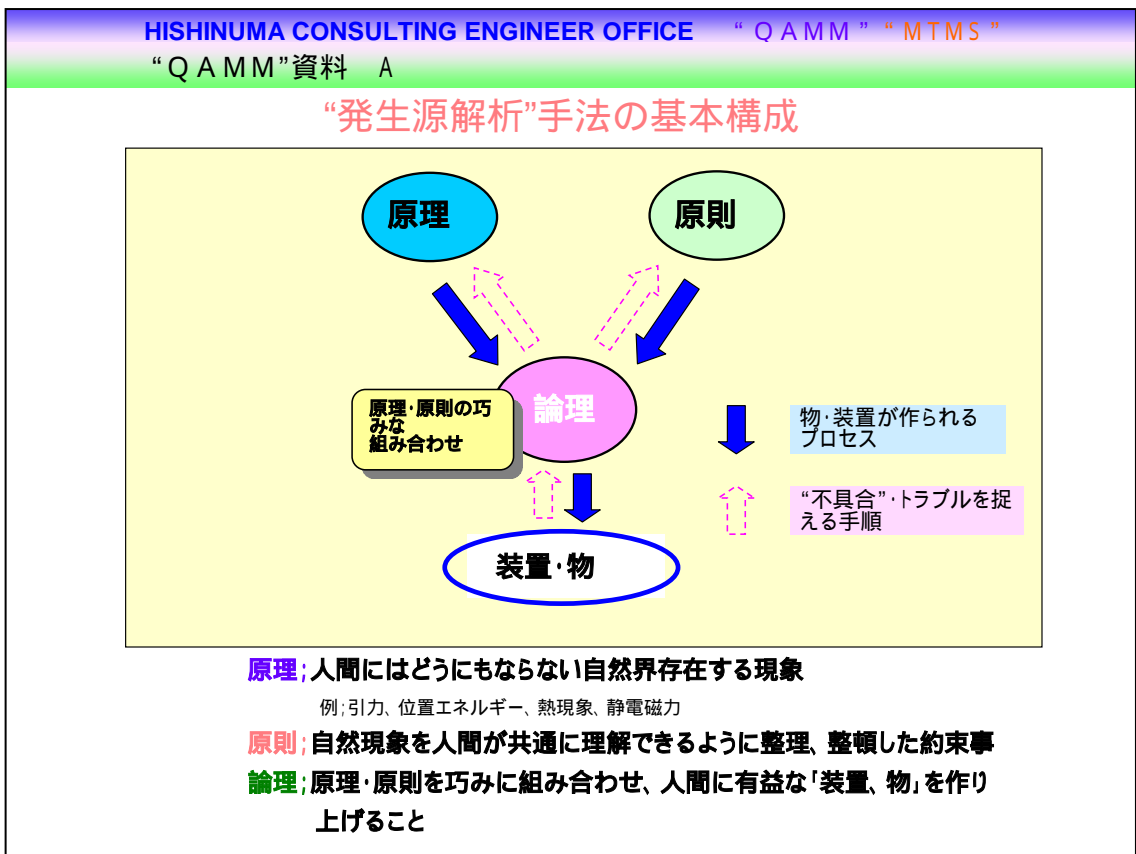 HISHINUMA CONSULTING ENGINEER OFFICE “ＱＡＭＭ” “ＭＴＭＳ”
“ＱＡＭＭ”資料　Ａ
“発生源解析”手法の基本構成
原理
原則
論理
原理・原則の巧
みな
組み合わせ
物・装置が作られる
プロセス
“不具合”・トラブルを捉
える手順
装置・物
原理；人間にはどうにもならない自然界存在する現象
例；引力、位置エネルギー、熱現象、静電磁力
原則；自然現象を人間が共通に理解できるように整理、整頓した約束事
論理；原理・原則を巧みに組み合わせ、人間に有益な「装置、物」を作り
上げること